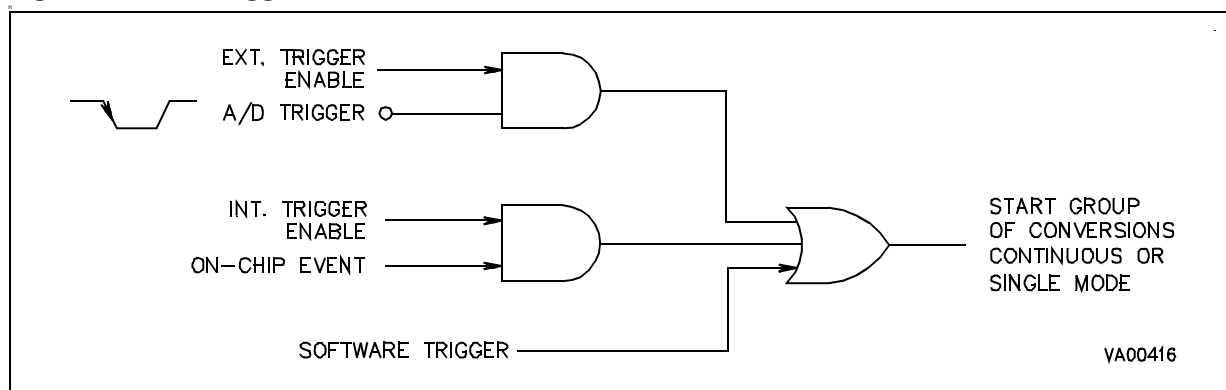 EXT. TRIGGER
ENABLE
A/D TRIGGER
INT. TRIGGER
ENABLE
ON-CHIP EVENT
SOFTWARE TRIGGER
START GROUP
OF CONVERSIONS
CONTINUOUS OR
SINGLE MODE
VA00416